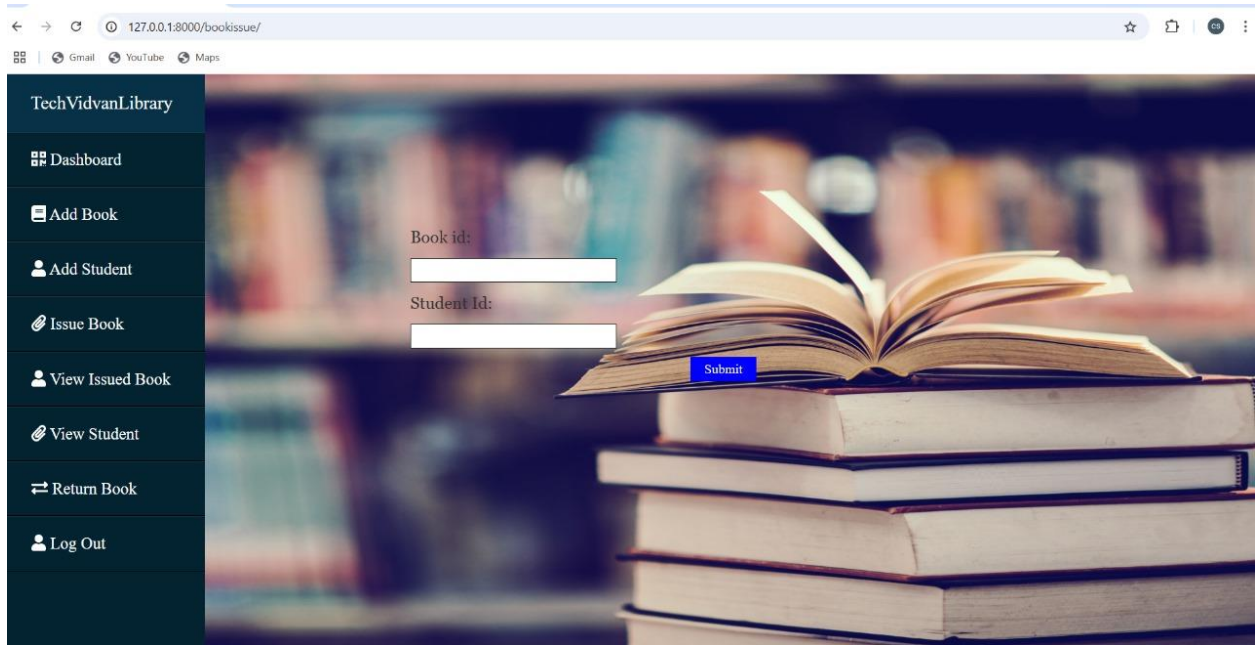 127.0.0.1:8000/bookissue/
CS
Gmail YouTube Maps
TechVidvanLibrary
Dashboard
Add Book
Add Student
Issue Book
View Issued Book
View Student
Return Book
Log Out
Book id:
Student Id:
Submit